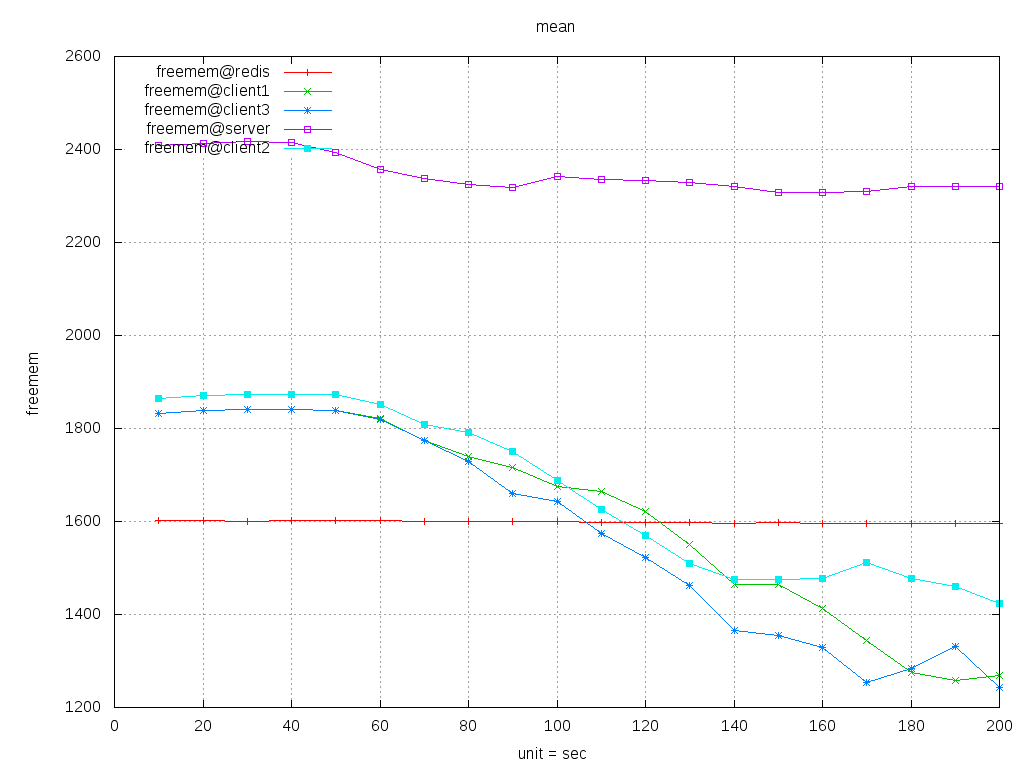 mean
2600
2400
2200
2000
1800
1600
1400
1200
freemem
freemem@redis
freemem@client1
freemem@client3
freemem@server
freemem@client2
0 20 40 60 80 100 120 140 160 180 200
unit = sec